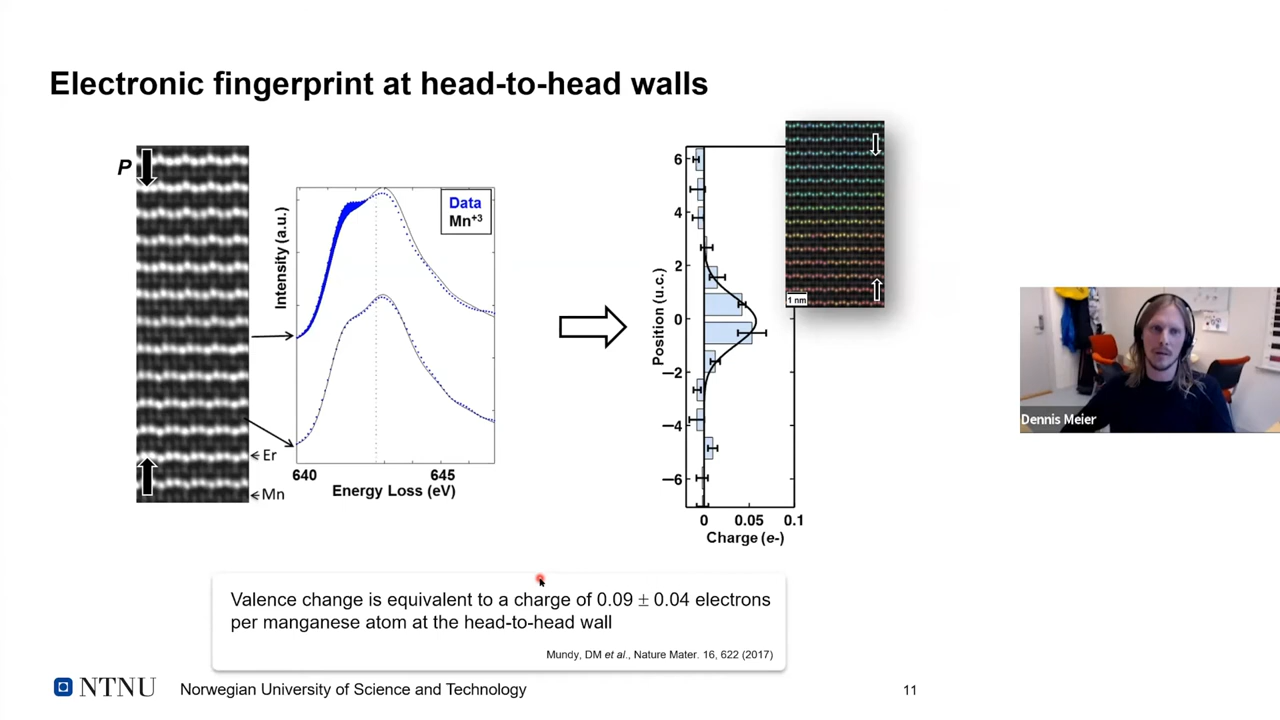 Electronic fingerprint at head-to-head walls
P
Er
Mn
Intensity (a.u.)
Data
Mn+3
640
645
Energy Loss (eV)
Position (u.c.)
6
4
2
0
−2
−4
−6
0
0.05
0.1
Charge (e-)
1 nm
Dennis Meier
Valence change is equivalent to a charge of 0.09 ± 0.04 electrons
per manganese atom at the head-to-head wall
Mundy, DM et al., Nature Mater. 16, 622 (2017)
NTNU
Norwegian University of Science and Technology
11